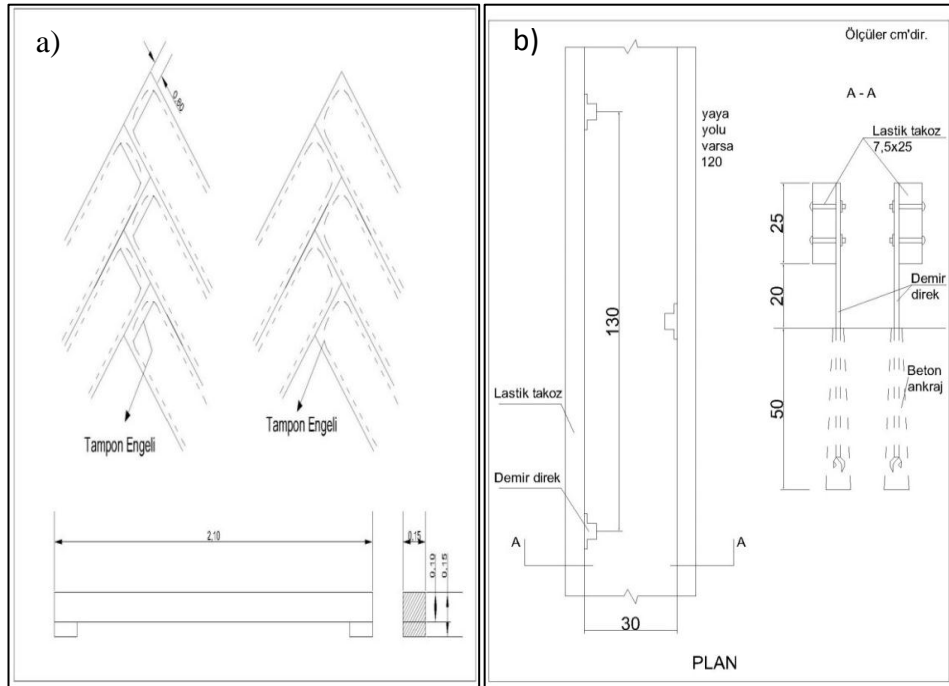 a)
0,60
Tampon Engeli
Tampon Engeli
2,10
0,15
0,10
0,15
b)
Ölçüler cm'dir.
A - A
yaya
yolu
varsa
120
Lastik takoz
7,5x25
25
20
50
Demir
direk
Beton
ankraj
130
Lastik takoz
Demir direk
A
A
30
PLAN